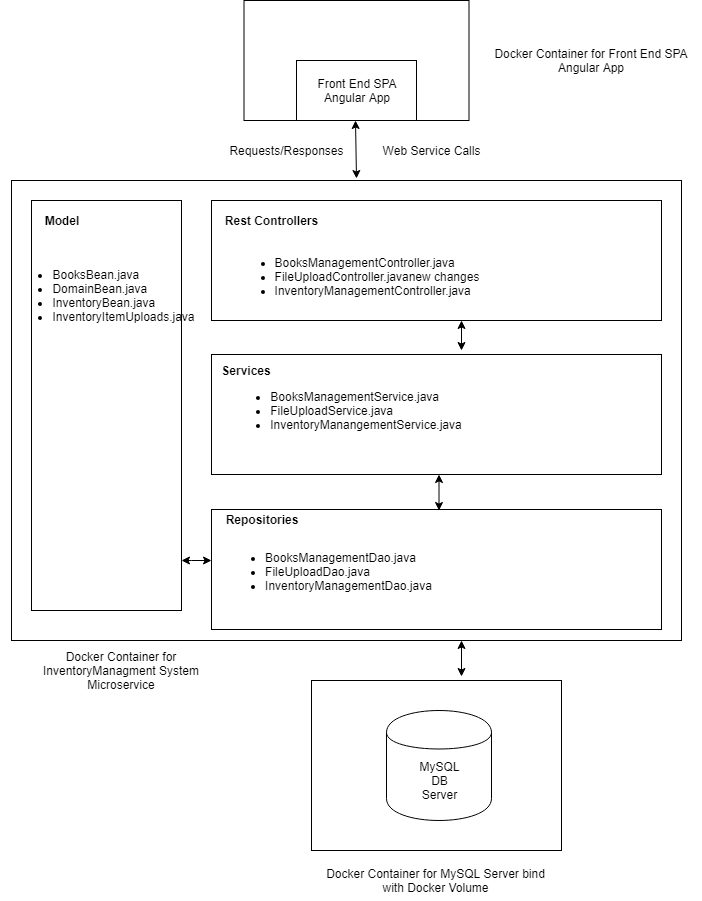 Docker Container for Front End SPA
Angular App
Front End SPA
Angular App
Requests/Responses
Web Service Calls
Model
BooksBean.java
DomainBean.java
InventoryBean.java
InventoryItemUploads.java
Rest Controllers
BooksManagementController.java
FileUploadController.javanew changes
InventoryManagementController.java
Services
BooksManagementService.java
FileUploadService.java
InventoryManangementService.java
Repositories
BooksManagementDao.java
FileUploadDao.java
InventoryManagementDao.java
Docker Container for
InventoryManagment System
Microservice
MySQL
DB
Server
Docker Container for MySQL Server bind
with Docker Volume